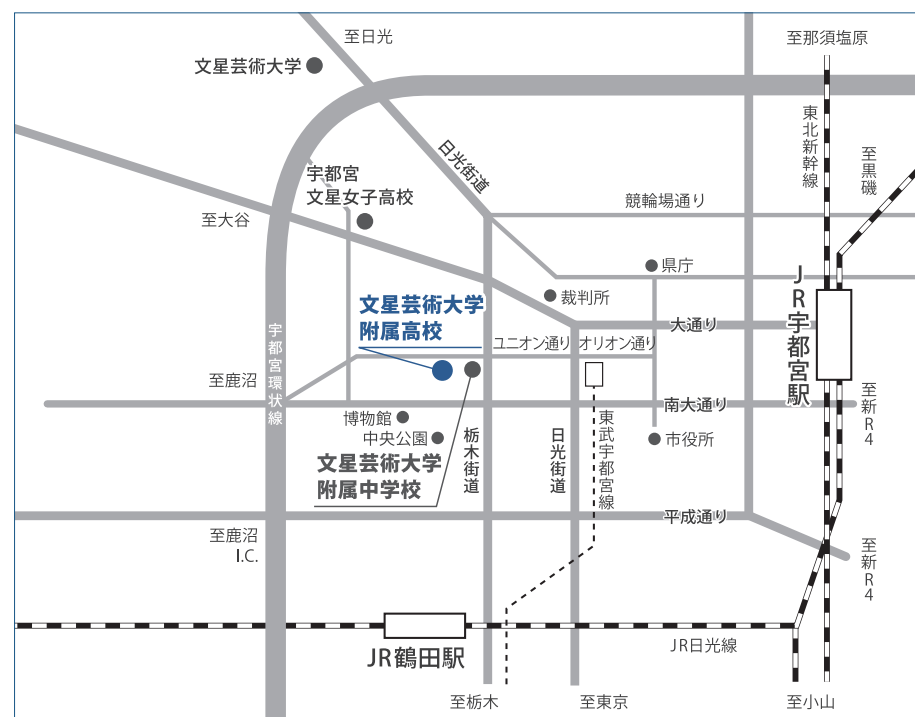 至日光
至那須塩原
文星芸術大学
東北新幹線
日光街道
至黒磯
宇都宮
文星女子高校
競輪場通り
至大谷
県庁
JR宇都宮駅
裁判所
文星芸術大学
附属高校
大通り
宇都宮環状線
ユニオン通り
オリオン通り
至鹿沼
至新R4
南大通り
博物館
中央公園
栃木街道
日光街道
東武宇都宮線
市役所
文星芸術大学
附属中学校
平成通り
至鹿沼
I.C.
至新R4
JR日光線
JR鶴田駅
至栃木
至東京
至小山